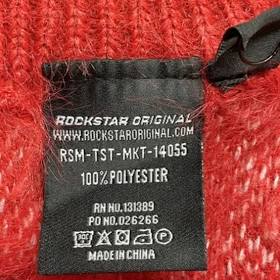 ROCKSTAR ORIGINAL
WWW.ROCKSTARORIGINAL.COM
RSM-TST-MKT-14055
100%POLYESTER
MADE IN CHINA
RN NO.131389
PO NO.026266